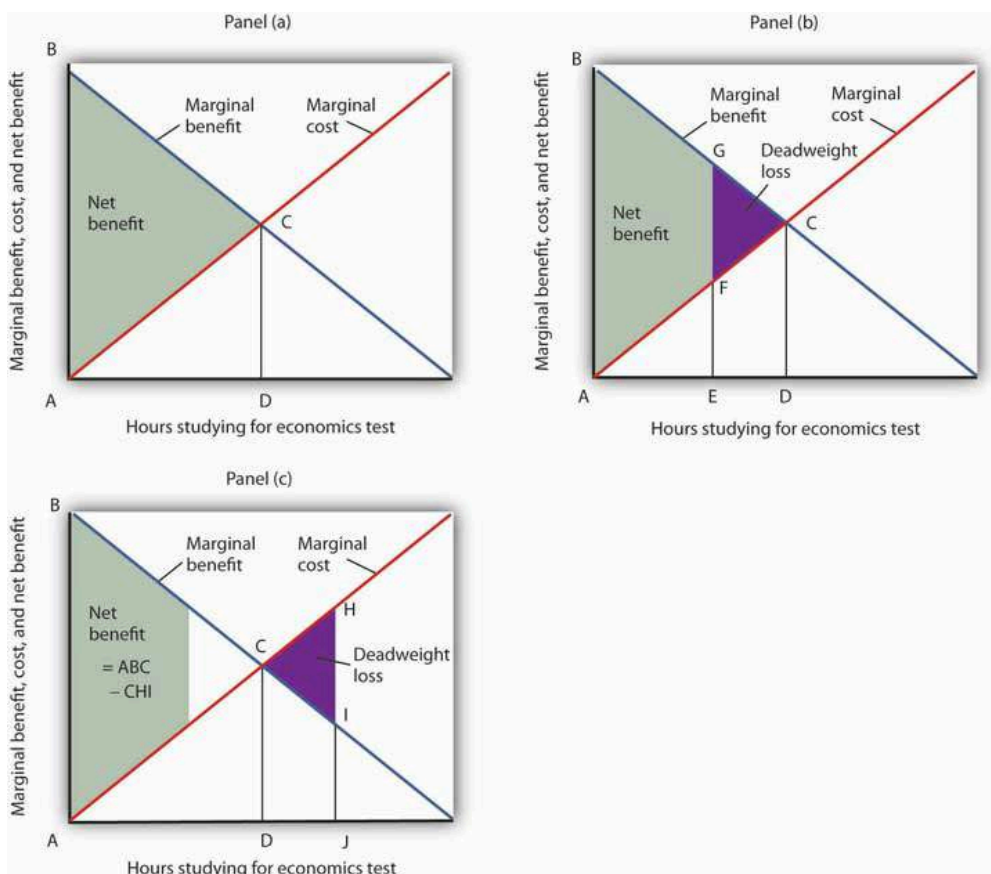 Panel (a)
B
Marginal benefit, cost, and net benefit
Marginal
benefit
Marginal
cost
Net
benefit
C
A
D
Hours studying for economics test
Panel (b)
B
Marginal benefit, cost, and net benefit
Marginal
benefit
Marginal
cost
G
Deadweight
loss
Net
benefit
C
F
A
E
D
Hours studying for economics test
Panel (c)
B
Marginal benefit, cost, and net benefit
Marginal
benefit
Marginal
cost
Net
benefit
= ABC
– CHI
H
C
Deadweight
loss
I
A
D
J
Hours studying for economics test